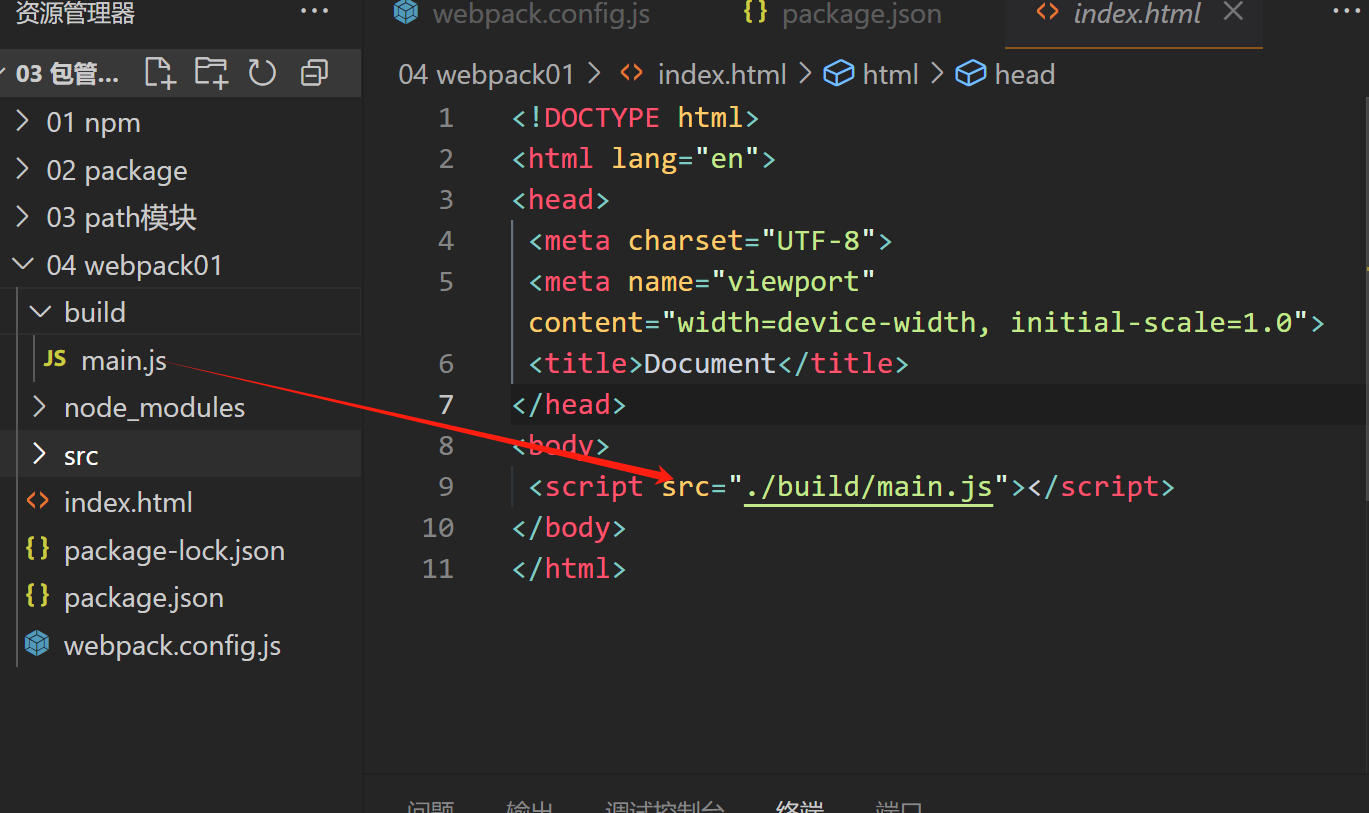 资源管理器 ···
03 包管...
01 npm
02 package
03 path模块
04 webpack01
build
JS main.js
node_modules
src
<> index.html
{} package-lock.json
{} package.json
webpack.config.js
webpack.config.js {} package.json <> index.html ···
04 webpack01 > <> index.html > html > head
1 <!DOCTYPE html>
2 <html lang="en">
3 <head>
4 <meta charset="UTF-8">
5 <meta name="viewport"
content="width=device-width, initial-scale=1.0">
6 <title>Document</title>
7 </head>
8 <body>
9 <script src="./build/main.js"></script>
10 </body>
11 </html>
问题 输出 调试控制台 终端 端口